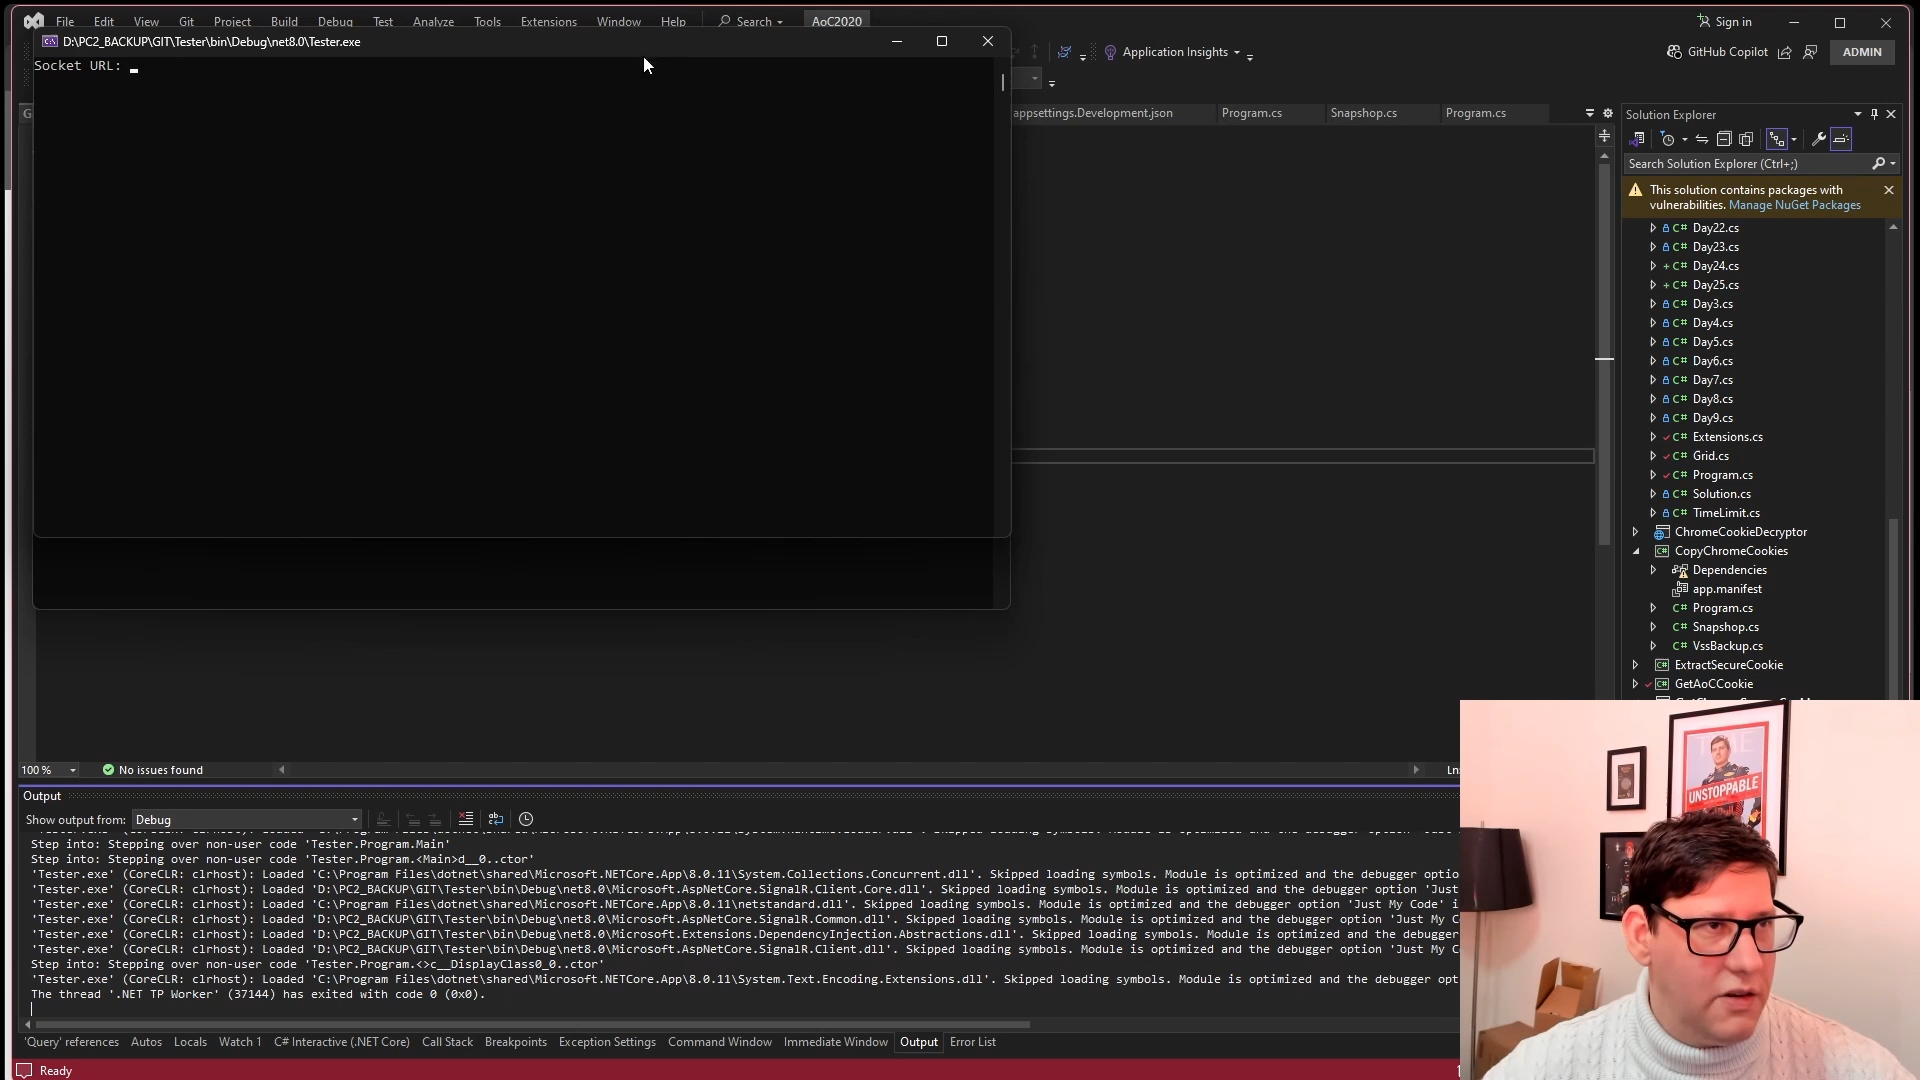 File Edit View Git Project Build Debug Test Analyze Tools Extensions Window Help Search AoC2020 Sign in
D:\PC2_BACKUP\GIT\Tester\bin\Debug\net8.0\Tester.exe
Application Insights GitHub Copilot ADMIN
Socket URL:
appsettings.Development.json Program.cs Snapshop.cs Program.cs
Solution Explorer
Search Solution Explorer (Ctrl+;)
This solution contains packages with
vulnerabilities. Manage NuGet Packages
C# Day22.cs
C# Day23.cs
+ C# Day24.cs
+ C# Day25.cs
C# Day3.cs
C# Day4.cs
C# Day5.cs
C# Day6.cs
C# Day7.cs
C# Day8.cs
C# Day9.cs
C# Extensions.cs
C# Grid.cs
C# Program.cs
C# Solution.cs
C# TimeLimit.cs
ChromeCookieDecryptor
C# CopyChromeCookies
Dependencies
app.manifest
C# Program.cs
C# Snapshop.cs
C# VssBackup.cs
C# ExtractSecureCookie
C# GetAoCCookie
100 % No issues found Ln
Output
Show output from: Debug
Step into: Stepping over non-user code 'Tester.Program.Main'
Step into: Stepping over non-user code 'Tester.Program.<Main>d__0..ctor'
'Tester.exe' (CoreCLR: clrhost): Loaded 'C:\Program Files\dotnet\shared\Microsoft.NETCore.App\8.0.11\System.Collections.Concurrent.dll'. Skipped loading symbols. Module is optimized and the debugger optio
'Tester.exe' (CoreCLR: clrhost): Loaded 'D:\PC2_BACKUP\GIT\Tester\bin\Debug\net8.0\Microsoft.AspNetCore.SignalR.Client.Core.dll'. Skipped loading symbols. Module is optimized and the debugger option 'Just
'Tester.exe' (CoreCLR: clrhost): Loaded 'C:\Program Files\dotnet\shared\Microsoft.NETCore.App\8.0.11\netstandard.dll'. Skipped loading symbols. Module is optimized and the debugger option 'Just My Code' i
'Tester.exe' (CoreCLR: clrhost): Loaded 'D:\PC2_BACKUP\GIT\Tester\bin\Debug\net8.0\Microsoft.AspNetCore.SignalR.Common.dll'. Skipped loading symbols. Module is optimized and the debugger option 'Just My
'Tester.exe' (CoreCLR: clrhost): Loaded 'D:\PC2_BACKUP\GIT\Tester\bin\Debug\net8.0\Microsoft.Extensions.DependencyInjection.Abstractions.dll'. Skipped loading symbols. Module is optimized and the debugger
'Tester.exe' (CoreCLR: clrhost): Loaded 'D:\PC2_BACKUP\GIT\Tester\bin\Debug\net8.0\Microsoft.AspNetCore.SignalR.Client.dll'. Skipped loading symbols. Module is optimized and the debugger option 'Just My C
Step into: Stepping over non-user code 'Tester.Program.<>c__DisplayClass0_0..ctor'
'Tester.exe' (CoreCLR: clrhost): Loaded 'C:\Program Files\dotnet\shared\Microsoft.NETCore.App\8.0.11\System.Text.Encoding.Extensions.dll'. Skipped loading symbols. Module is optimized and the debugger opt
The thread '.NET TP Worker' (37144) has exited with code 0 (0x0).
'Query' references Autos Locals Watch 1 C# Interactive (.NET Core) Call Stack Breakpoints Exception Settings Command Window Immediate Window Output Error List
Ready
UNSTOPPABLE